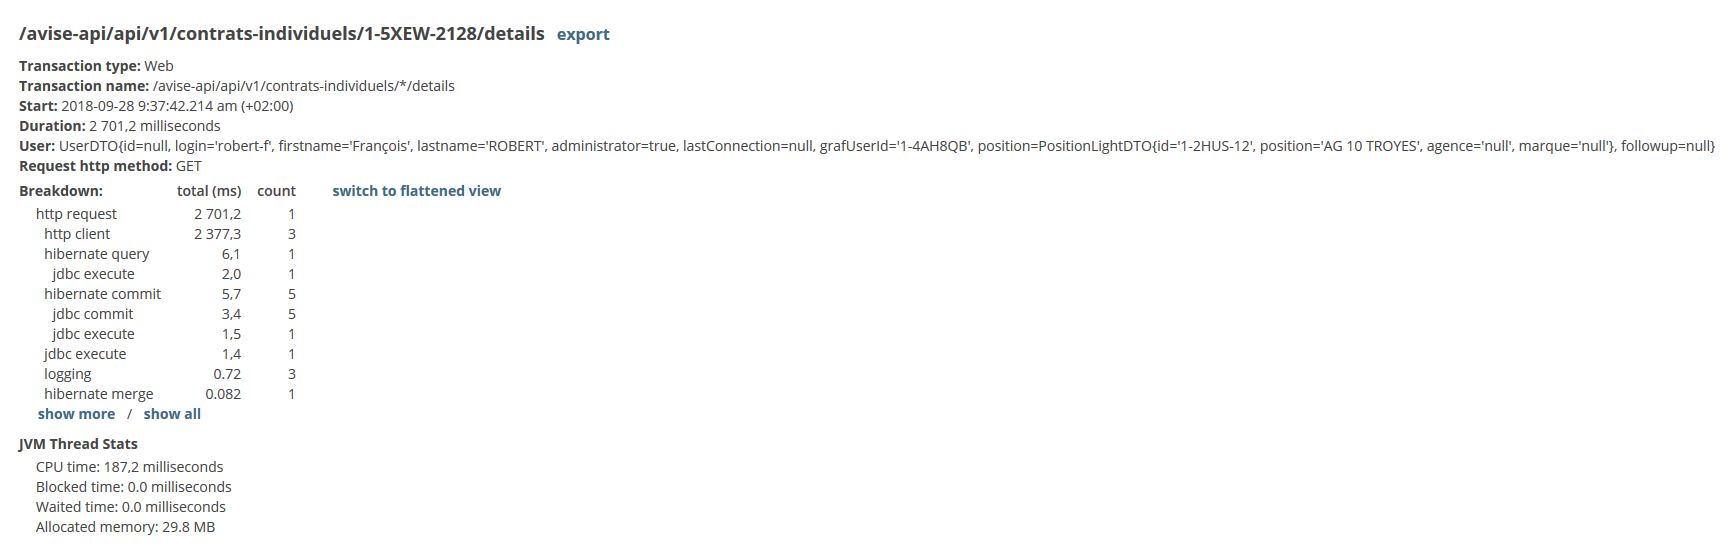 /avise-api/api/v1/contrats-individuels/1-5XEW-2128/details export
Transaction type: Web
Transaction name: /avise-api/api/v1/contrats-individuels/*/details
Start: 2018-09-28 9:37:42.214 am (+02:00)
Duration: 2 701,2 milliseconds
User: UserDTO{id=null, login='robert-f', firstname='François', lastname='ROBERT', administrator=true, lastConnection=null, grafUserId='1-4AH8QB', position=PositionLightDTO{id='1-2HUS-12', position='AG 10 TROYES', agence='null', marque='null'}, followup=null}
Request http method: GET
Breakdown: total (ms) count switch to flattened view
http request 2 701,2 1
http client 2 377,3 3
hibernate query 6,1 1
jdbc execute 2,0 1
hibernate commit 5,7 5
jdbc commit 3,4 5
jdbc execute 1,5 1
jdbc execute 1,4 1
logging 0.72 3
hibernate merge 0.082 1
show more / show all
JVM Thread Stats
CPU time: 187,2 milliseconds
Blocked time: 0.0 milliseconds
Waited time: 0.0 milliseconds
Allocated memory: 29.8 MB